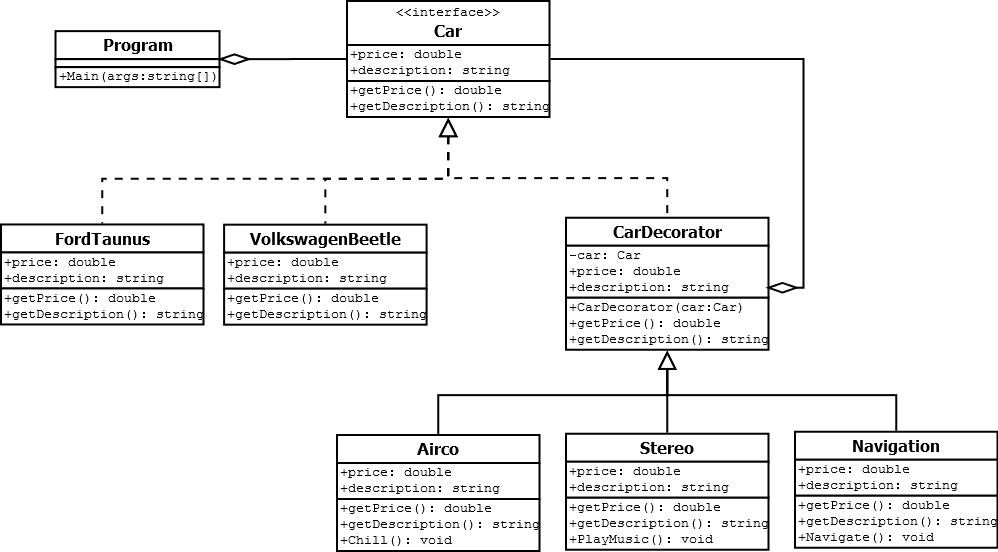 <<interface>>
Car
+price: double
+description: string
+getPrice(): double
+getDescription(): string
Program
+Main(args:string[])
FordTaunus
+price: double
+description: string
+getPrice(): double
+getDescription(): string
VolkswagenBeetle
+price: double
+description: string
+getPrice(): double
+getDescription(): string
CarDecorator
-car: Car
+price: double
+description: string
+CarDecorator(car:Car)
+getPrice(): double
+getDescription(): string
Airco
+price: double
+description: string
+getPrice(): double
+getDescription(): string
+Chill(): void
Stereo
+price: double
+description: string
+getPrice(): double
+getDescription(): string
+PlayMusic(): void
Navigation
+price: double
+description: string
+getPrice(): double
+getDescription(): string
+Navigate(): void